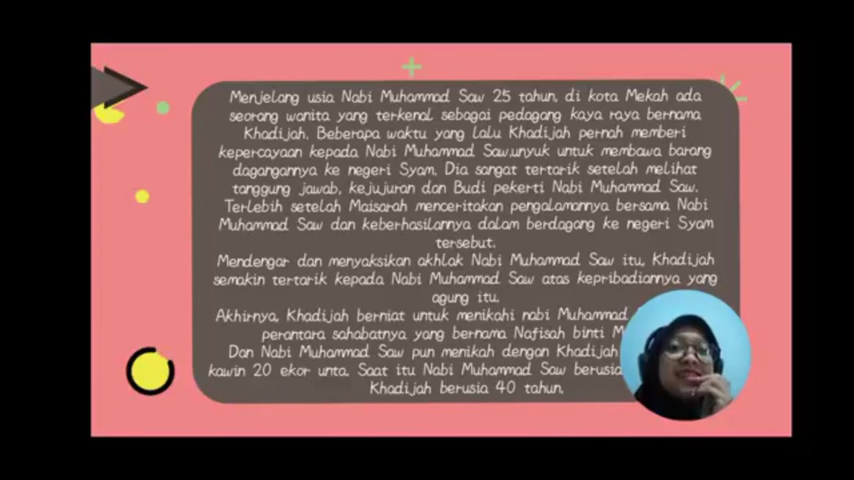 Menjelang usia Nabi Muhammad Saw 25 tahun, di kota Mekah ada
seorang wanita yang terkenal sebagai pedagang kaya raya bernama
Khadijah. Beberapa waktu yang lalu Khadijah pernah memberi
kepercayaan kepada Nabi Muhammad Saw.unyuk untuk membawa barang
dagangannya ke negeri Syam. Dia sangat tertarik setelah melihat
tanggung jawab, kejujuran dan Budi pekerti Nabi Muhammad Saw.
Terlebih setelah Maisarah menceritakan pengalamannya bersama Nabi
Muhammad Saw dan keberhasilannya dalam berdagang ke negeri Syam
tersebut.
Mendengar dan menyaksikan akhlak Nabi Muhammad Saw itu, Khadijah
semakin tertarik kepada Nabi Muhammad Saw atas kepribadiannya yang
agung itu.
Akhirnya, Khadijah berniat untuk menikahi nabi Muhammad
perantara sahabatnya yang bernama Nafisah binti
Dan Nabi Muhammad Saw pun menikah dengan Khadijah
kawin 20 ekor unta. Saat itu Nabi Muhammad Saw berusia
Khadijah berusia 40 tahun.